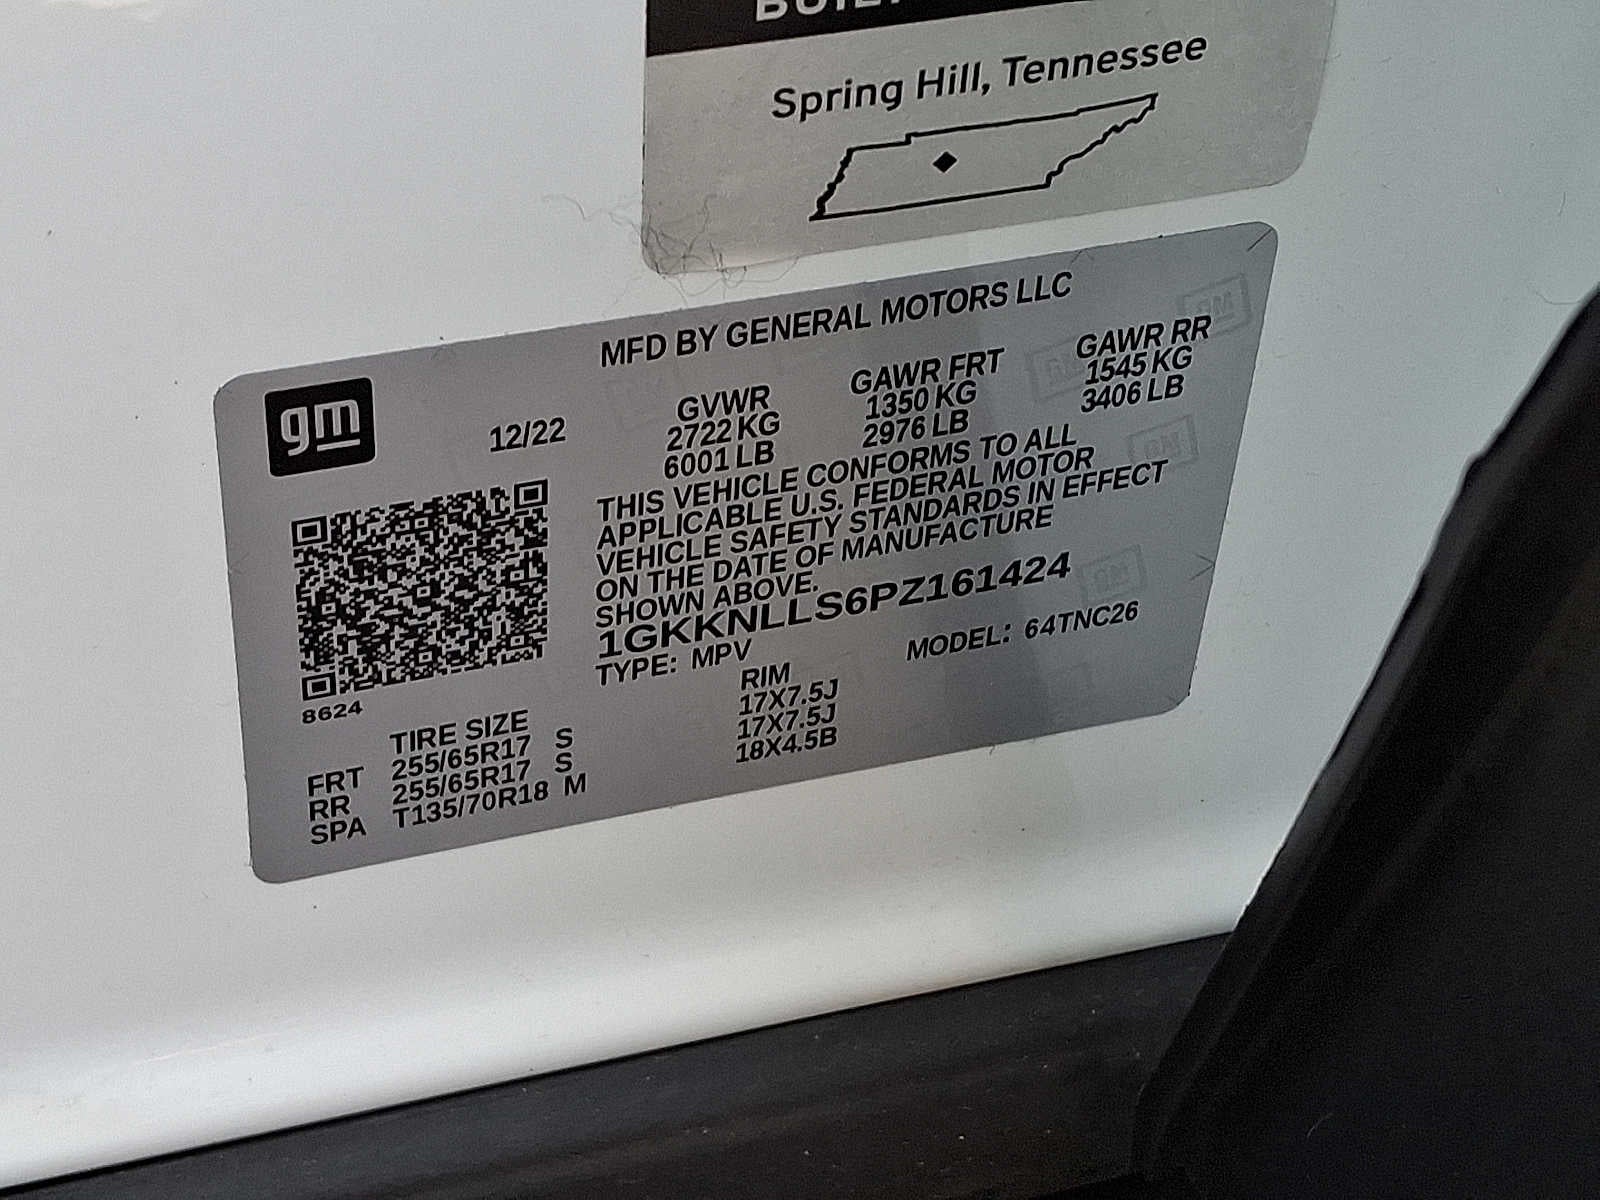 Spring Hill, Tennessee
MFD BY GENERAL MOTORS LLC
gm
12/22
GVWR GAWR FRT GAWR RR
2722 KG 1350 KG 1545 KG
6001 LB 2976 LB 3406 LB
THIS VEHICLE CONFORMS TO ALL
APPLICABLE U.S. FEDERAL MOTOR
VEHICLE SAFETY STANDARDS IN EFFECT
ON THE DATE OF MANUFACTURE
SHOWN ABOVE.
1GKKNLLS6PZ161424
TYPE: MPV MODEL: 64TNC26
8624
TIRE SIZE RIM
FRT 255/65R17 S 17X7.5J
RR 255/65R17 S 17X7.5J
SPA T135/70R18 M 18X4.5B